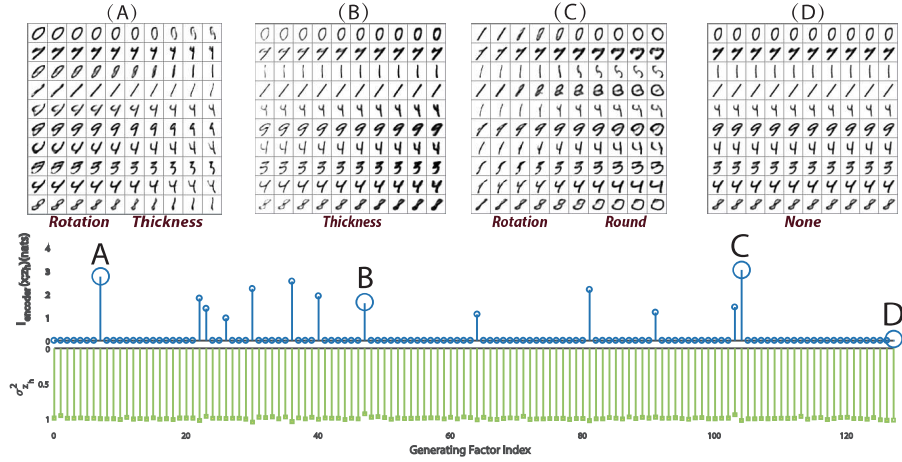 (A)
(B)
(C)
(D)
Rotation Thickness
Thickness
Rotation Round
None
I encoder (x;z_h)(nats)
4
3
2
1
0
A
B
C
D
σ²_z_h
0
0.5
1
0 20 40 60 80 100 120
Generating Factor Index